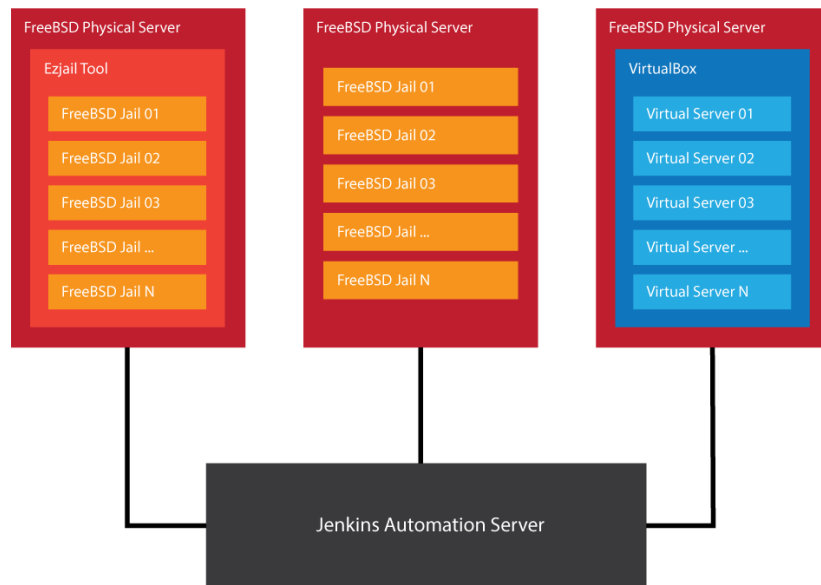 FreeBSD Physical Server
Ezjail Tool
FreeBSD Jail 01
FreeBSD Jail 02
FreeBSD Jail 03
FreeBSD Jail ...
FreeBSD Jail N
FreeBSD Physical Server
FreeBSD Jail 01
FreeBSD Jail 02
FreeBSD Jail 03
FreeBSD Jail ...
FreeBSD Jail N
FreeBSD Physical Server
VirtualBox
Virtual Server 01
Virtual Server 02
Virtual Server 03
Virtual Server ...
Virtual Server N
Jenkins Automation Server